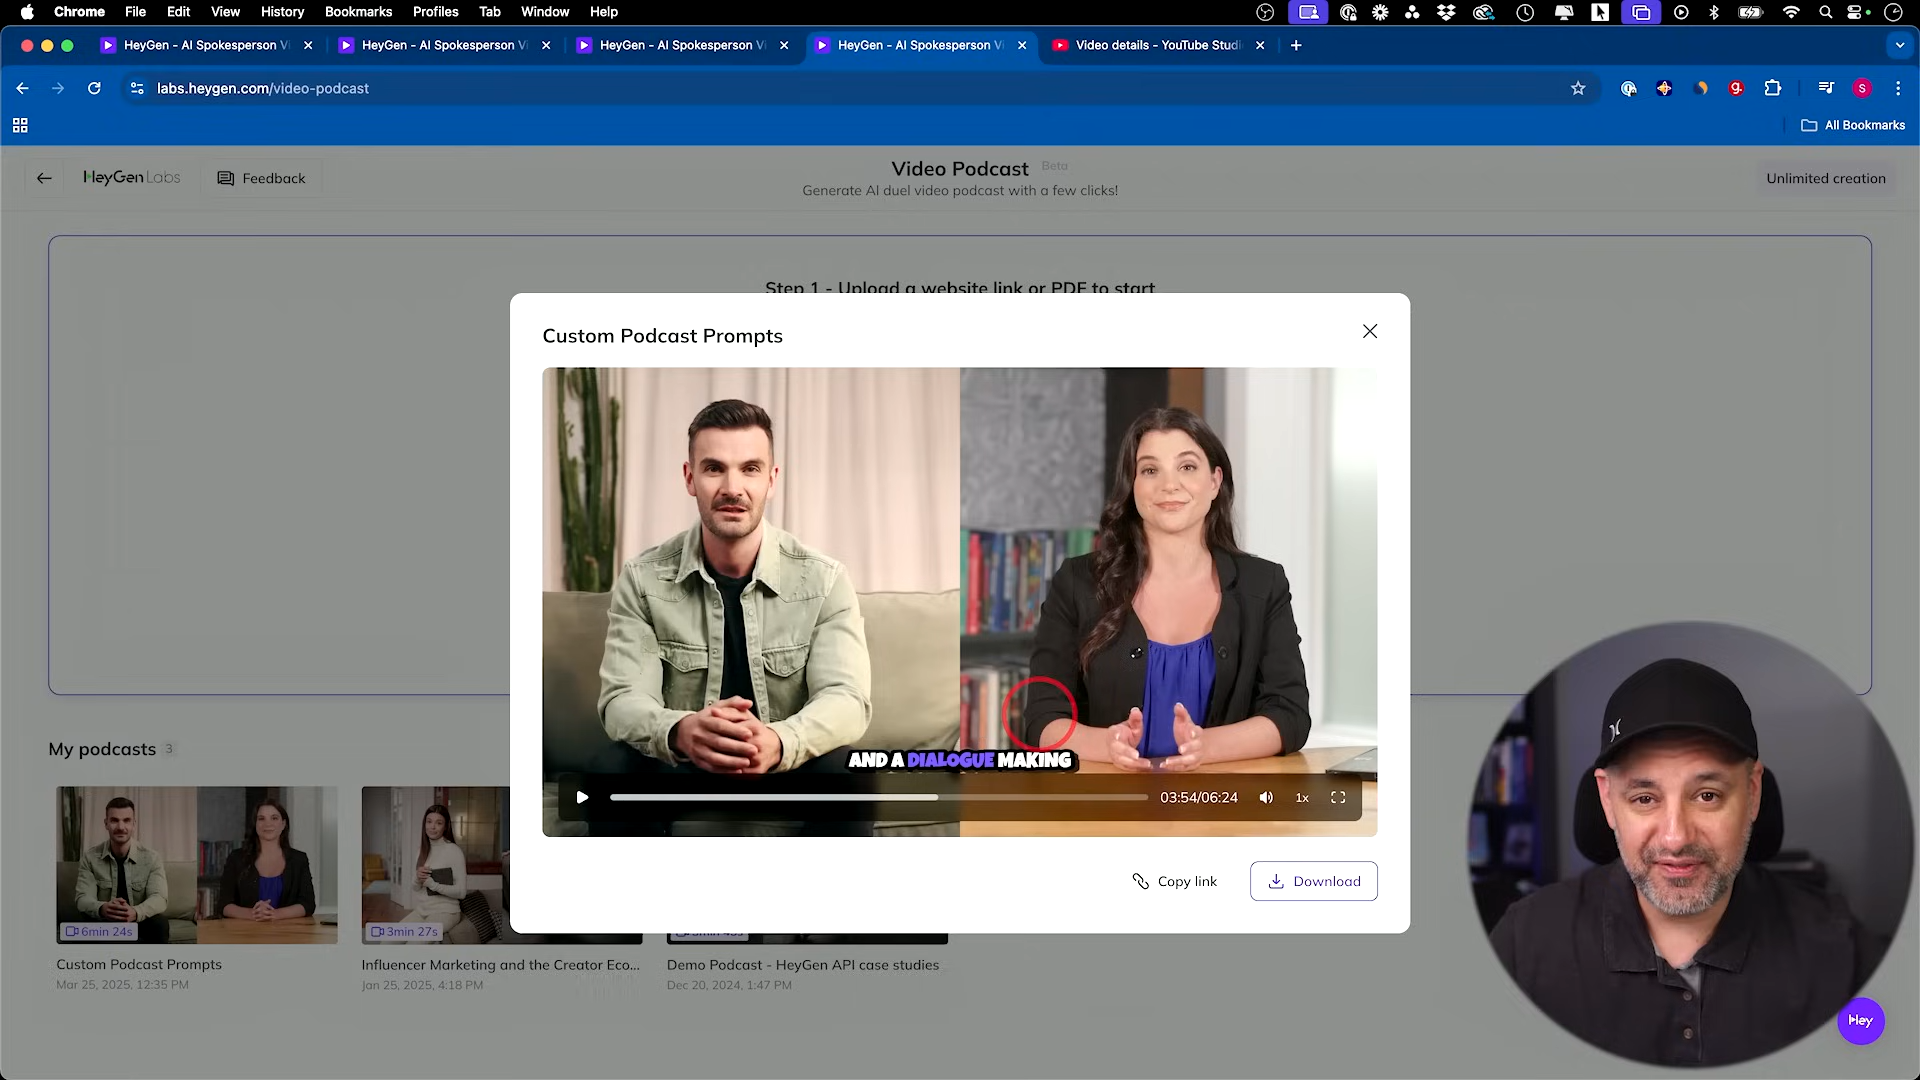 Chrome File Edit View History Bookmarks Profiles Tab Window Help
HeyGen - AI Spokesperson Vi
HeyGen - AI Spokesperson Vi
HeyGen - AI Spokesperson Vi
HeyGen - AI Spokesperson Vi
Video details - YouTube Studi
labs.heygen.com/video-podcast
g.
S
All Bookmarks
HeyGen Labs
Feedback
Video Podcast Beta
Generate AI duel video podcast with a few clicks!
Unlimited creation
Step 1 - Upload a website link or PDF to start
Custom Podcast Prompts
AND A DIALOGUE MAKING
03:54/06:24
1x
Copy link
Download
My podcasts 3
6min 24s
3min 27s
Custom Podcast Prompts
Mar 25, 2025, 12:35 PM
Influencer Marketing and the Creator Eco...
Jan 25, 2025, 4:18 PM
Demo Podcast - HeyGen API case studies
Dec 20, 2024, 1:47 PM
Hey